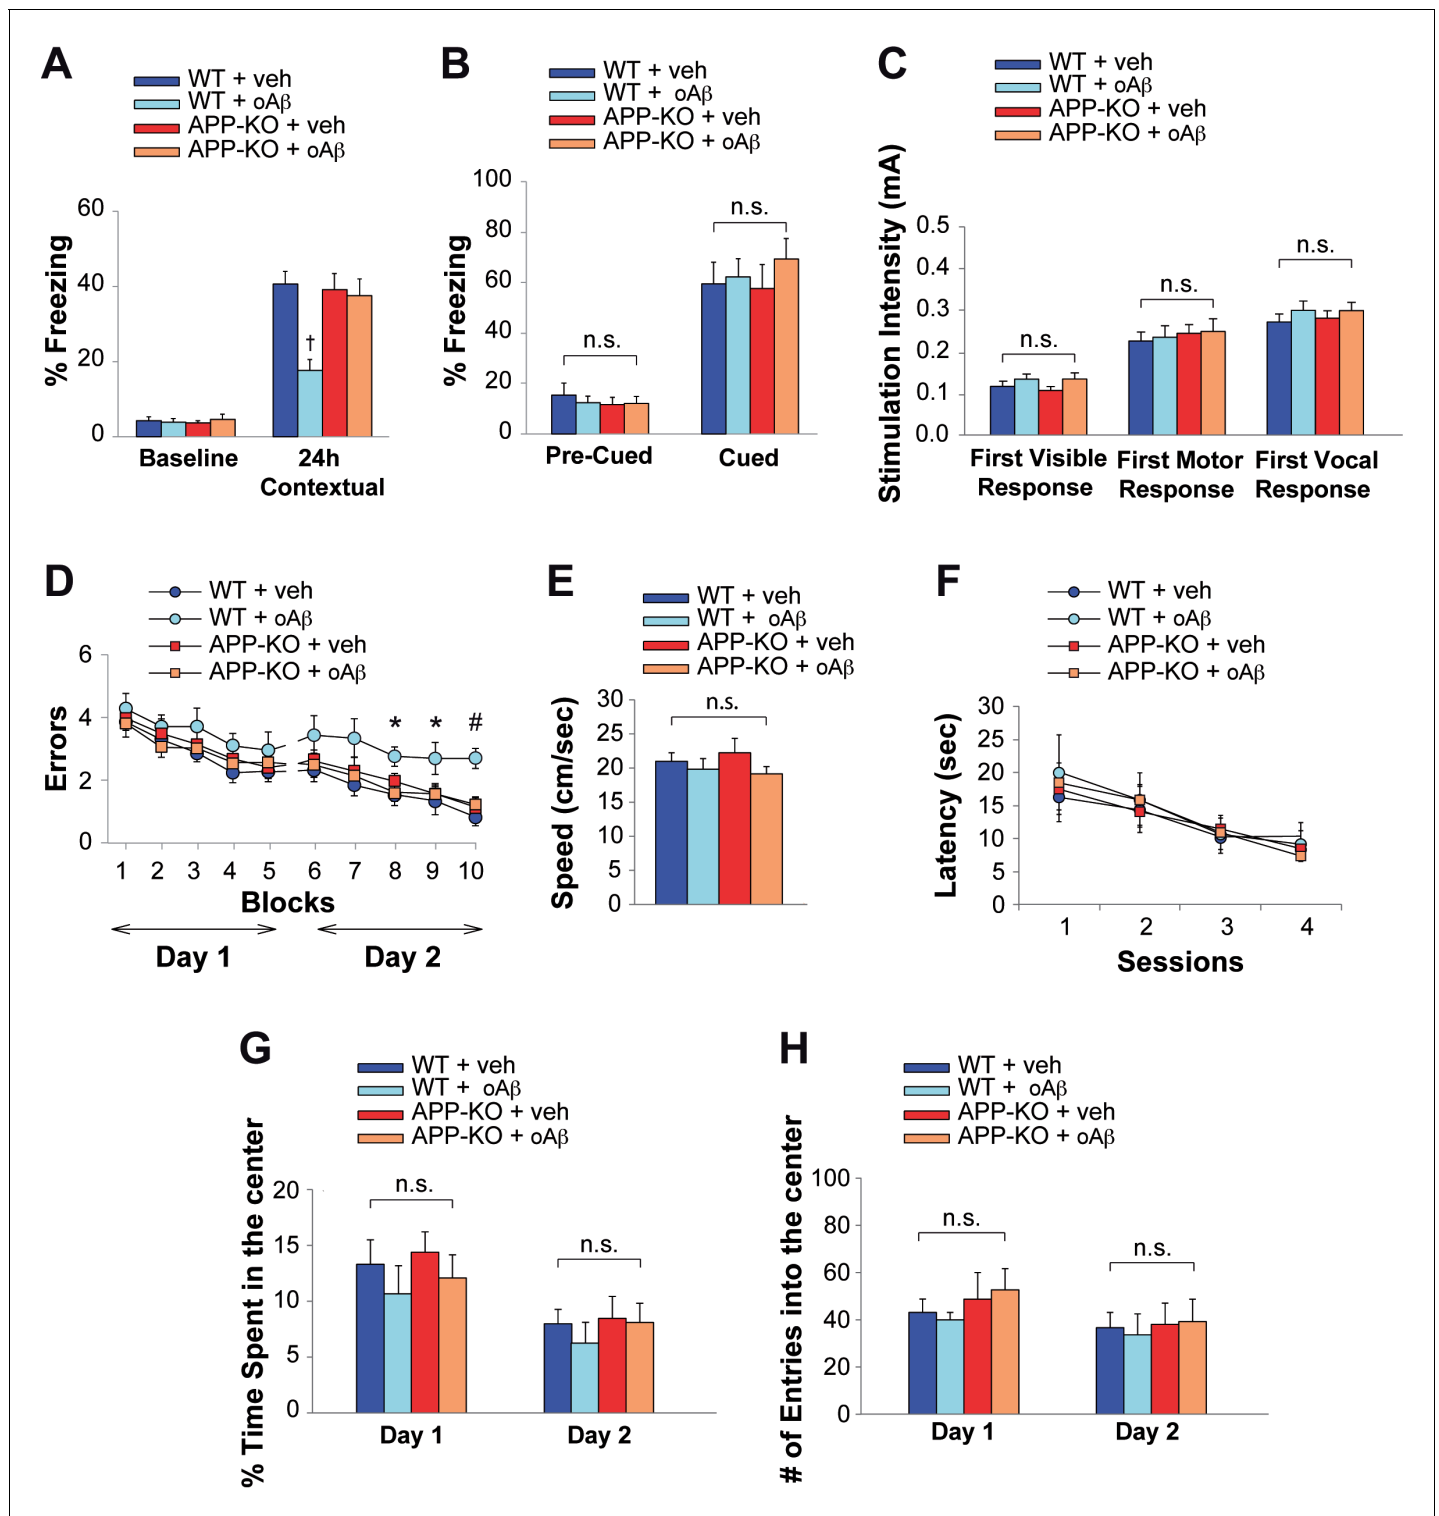 A
WT + veh
WT + oAβ
APP-KO + veh
APP-KO + oAβ
% Freezing
60
40
20
0
†
Baseline
24h
Contextual
B
WT + veh
WT + oAβ
APP-KO + veh
APP-KO + oAβ
% Freezing
100
80
60
40
20
0
n.s.
n.s.
Pre-Cued
Cued
C
WT + veh
WT + oAβ
APP-KO + veh
APP-KO + oAβ
Stimulation Intensity (mA)
0.5
0.4
0.3
0.2
0.1
0.0
n.s.
n.s.
n.s.
First Visible
Response
First Motor
Response
First Vocal
Response
D
WT + veh
WT + oAβ
APP-KO + veh
APP-KO + oAβ
Errors
6
4
2
0
* * #
1 2 3 4 5 6 7 8 9 10
Blocks
Day 1
Day 2
E
WT + veh
WT + oAβ
APP-KO + veh
APP-KO + oAβ
Speed (cm/sec)
30
25
20
15
10
5
0
n.s.
F
WT + veh
WT + oAβ
APP-KO + veh
APP-KO + oAβ
Latency (sec)
30
25
20
15
10
5
0
1 2 3 4
Sessions
G
WT + veh
WT + oAβ
APP-KO + veh
APP-KO + oAβ
% Time Spent in the center
20
15
10
5
0
n.s.
n.s.
Day 1
Day 2
H
WT + veh
WT + oAβ
APP-KO + veh
APP-KO + oAβ
# of Entries into the center
100
80
60
40
20
0
n.s.
n.s.
Day 1
Day 2